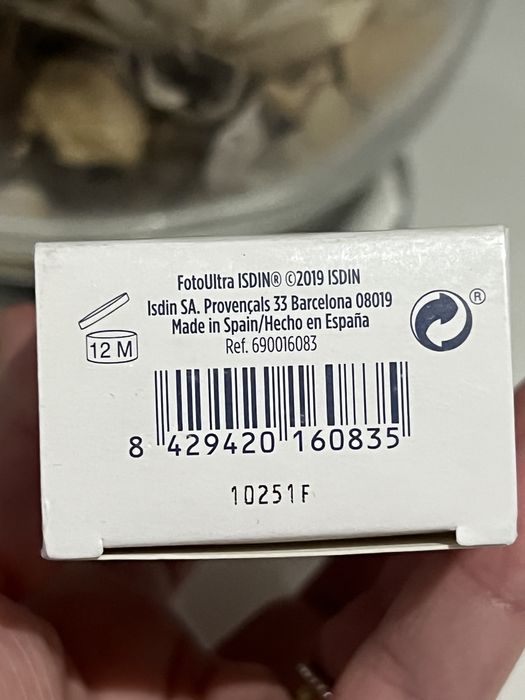 FotoUltra ISDIN® ©2019 ISDIN
Isdin SA. Provençals 33 Barcelona 08019
Made in Spain/Hecho en España
Ref. 690016083
12 M
®
8 429420 160835
10251F